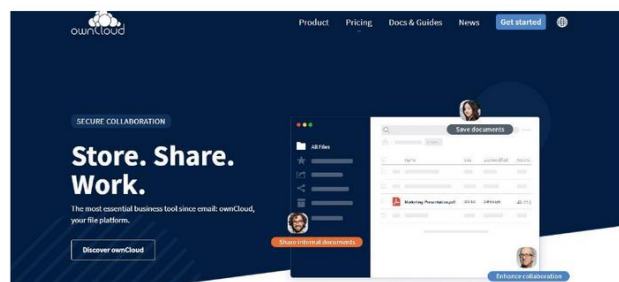 ownCloud
Product Pricing Docs & Guides News Get started
SECURE COLLABORATION
Store. Share.
Work.
The most essential business tool since email: ownCloud,
your file platform.
Discover ownCloud
All Files
Save documents
Name
Marketing Presentation.pdf
Share internal documents
Enhance collaboration